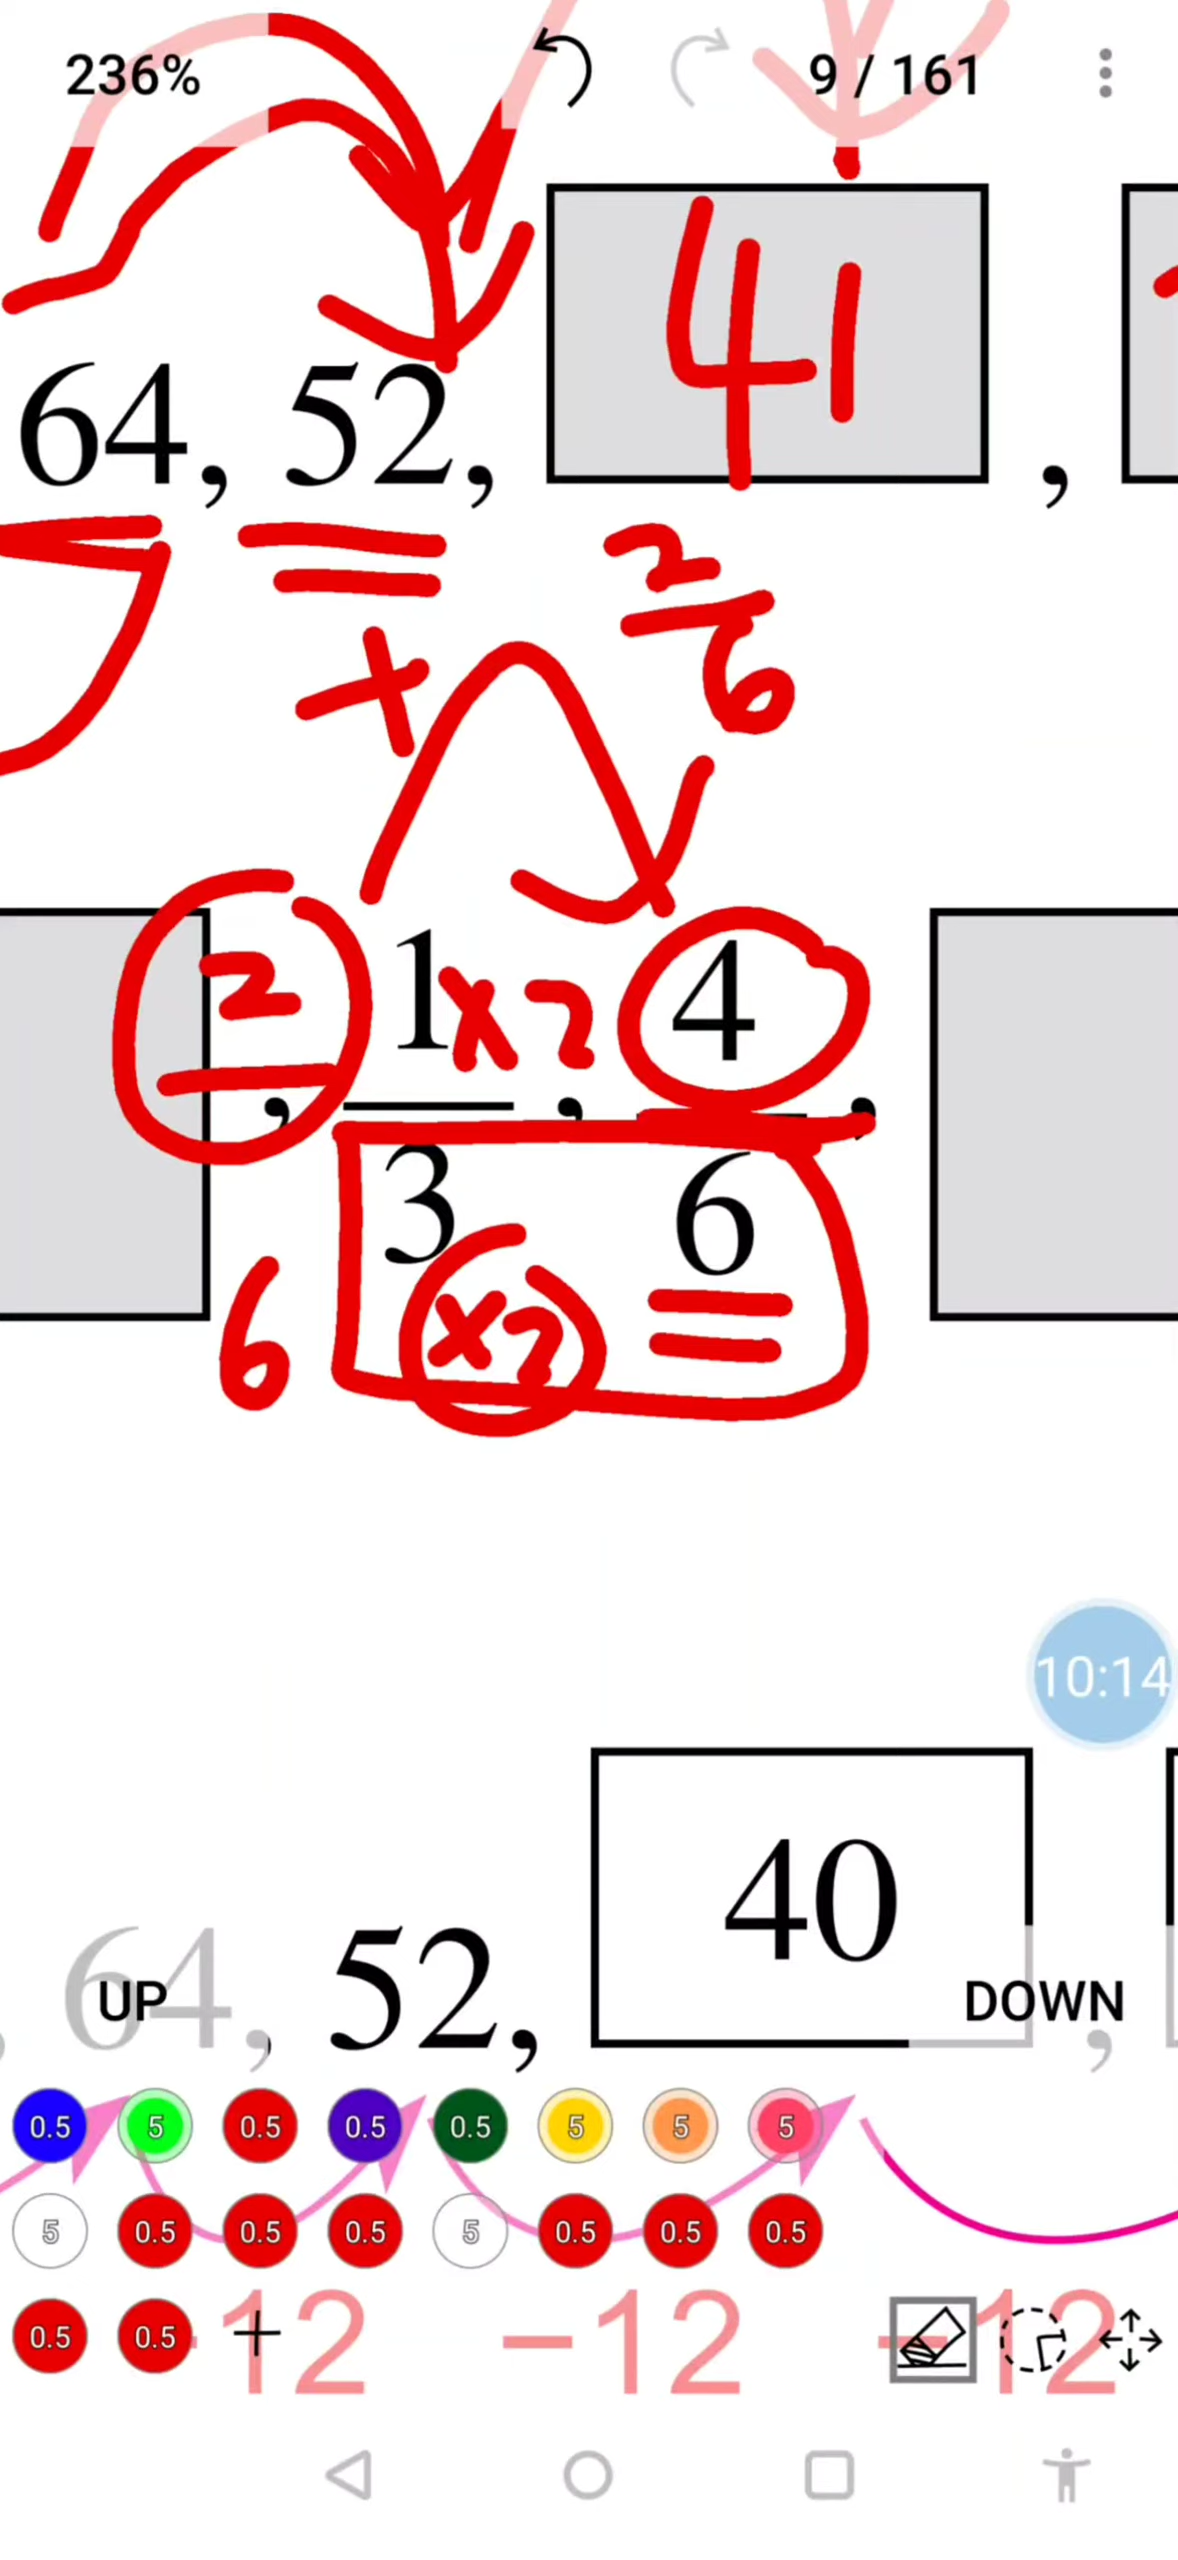 236% 9 / 161
64, 52, 41 ,
2
6
+
2 , 1 x2 , 4 ,
6 3 x2 6
10:14
64, 52, 40 ,
UP DOWN
0.5 5 0.5 0.5 0.5 5 5 5
5 0.5 0.5 0.5 5 0.5 0.5 0.5
0.5 0.5 +
-12 -12 -12